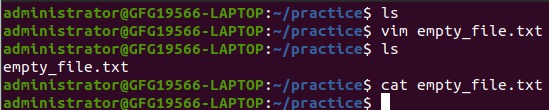 administrator@GFG19566-LAPTOP:~/practice$ ls
administrator@GFG19566-LAPTOP:~/practice$ vim empty_file.txt
administrator@GFG19566-LAPTOP:~/practice$ ls
empty_file.txt
administrator@GFG19566-LAPTOP:~/practice$ cat empty_file.txt
administrator@GFG19566-LAPTOP:~/practice$